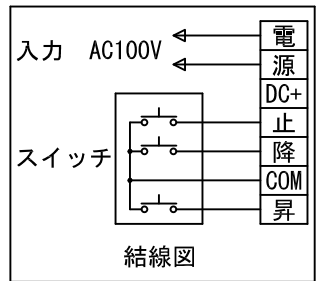 入力 AC100V
電
源
DC+
止
降
COM
昇
スイッチ
結線図